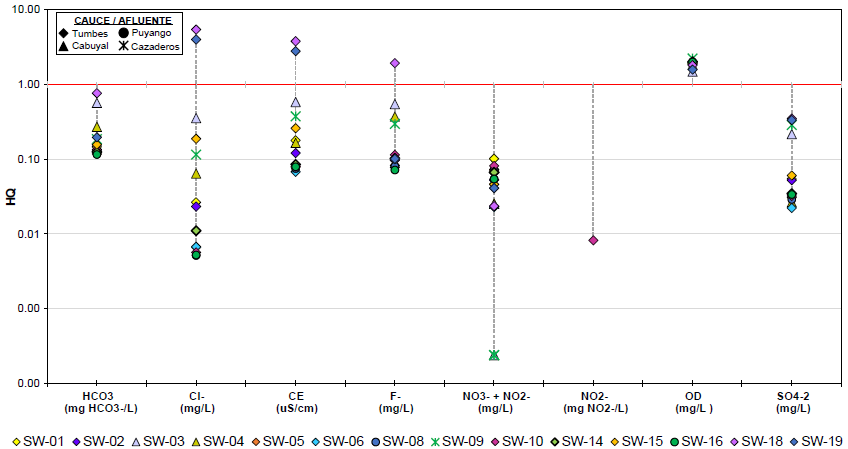 10.00
1.00
0.10
0.01
0.00
0.00
HQ
CAUCE / AFLUENTE
Tumbes Puyango
Cabuyal Cazaderos
HCO3 Cl- CE F- NO3- + NO2- NO2- OD SO4-2
(mg HCO3-/L) (mg/L) (uS/cm) (mg/L) (mg/L) (mg NO2-/L) (mg/L ) (mg/L)
SW-01 SW-02 SW-03 SW-04 SW-05 SW-06 SW-08 SW-09 SW-10 SW-14 SW-15 SW-16 SW-18 SW-19